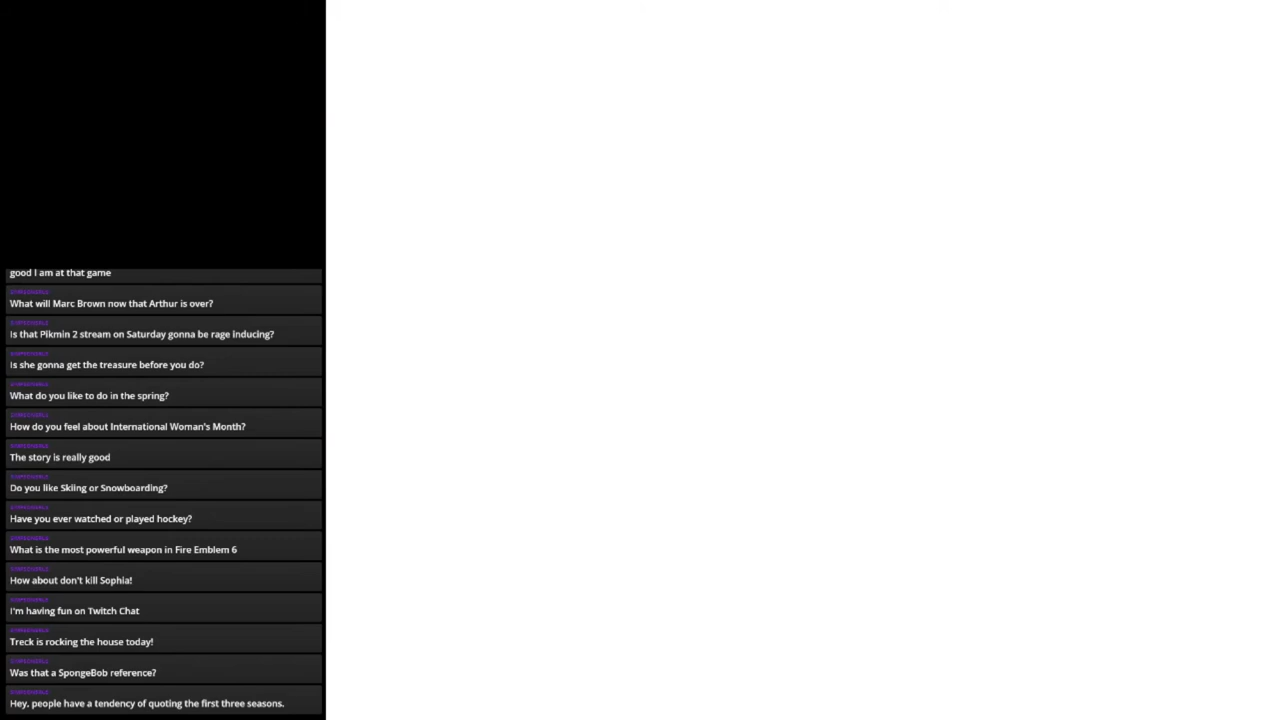 good I am at that game
What will Marc Brown now that Arthur is over?
Is that Pikmin 2 stream on Saturday gonna be rage inducing?
Is she gonna get the treasure before you do?
What do you like to do in the spring?
How do you feel about International Woman's Month?
The story is really good
Do you like Skiing or Snowboarding?
Have you ever watched or played hockey?
What is the most powerful weapon in Fire Emblem 6
How about don't kill Sophia!
I'm having fun on Twitch Chat
Treck is rocking the house today!
Was that a SpongeBob reference?
Hey, people have a tendency of quoting the first three seasons.